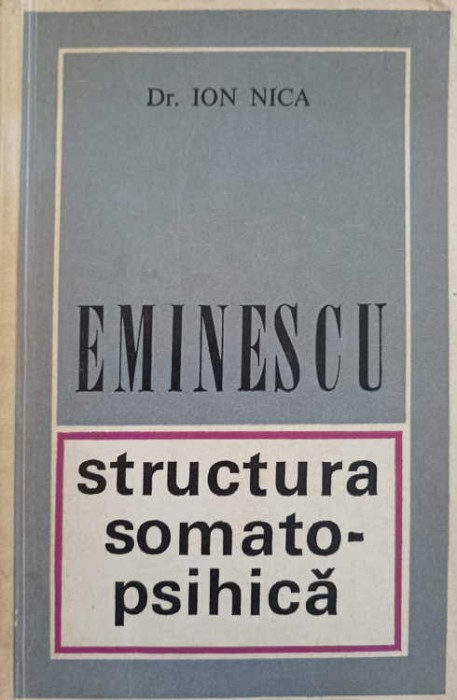 Dr. ION NICA
EMINESCU
structura
somato-
psihică